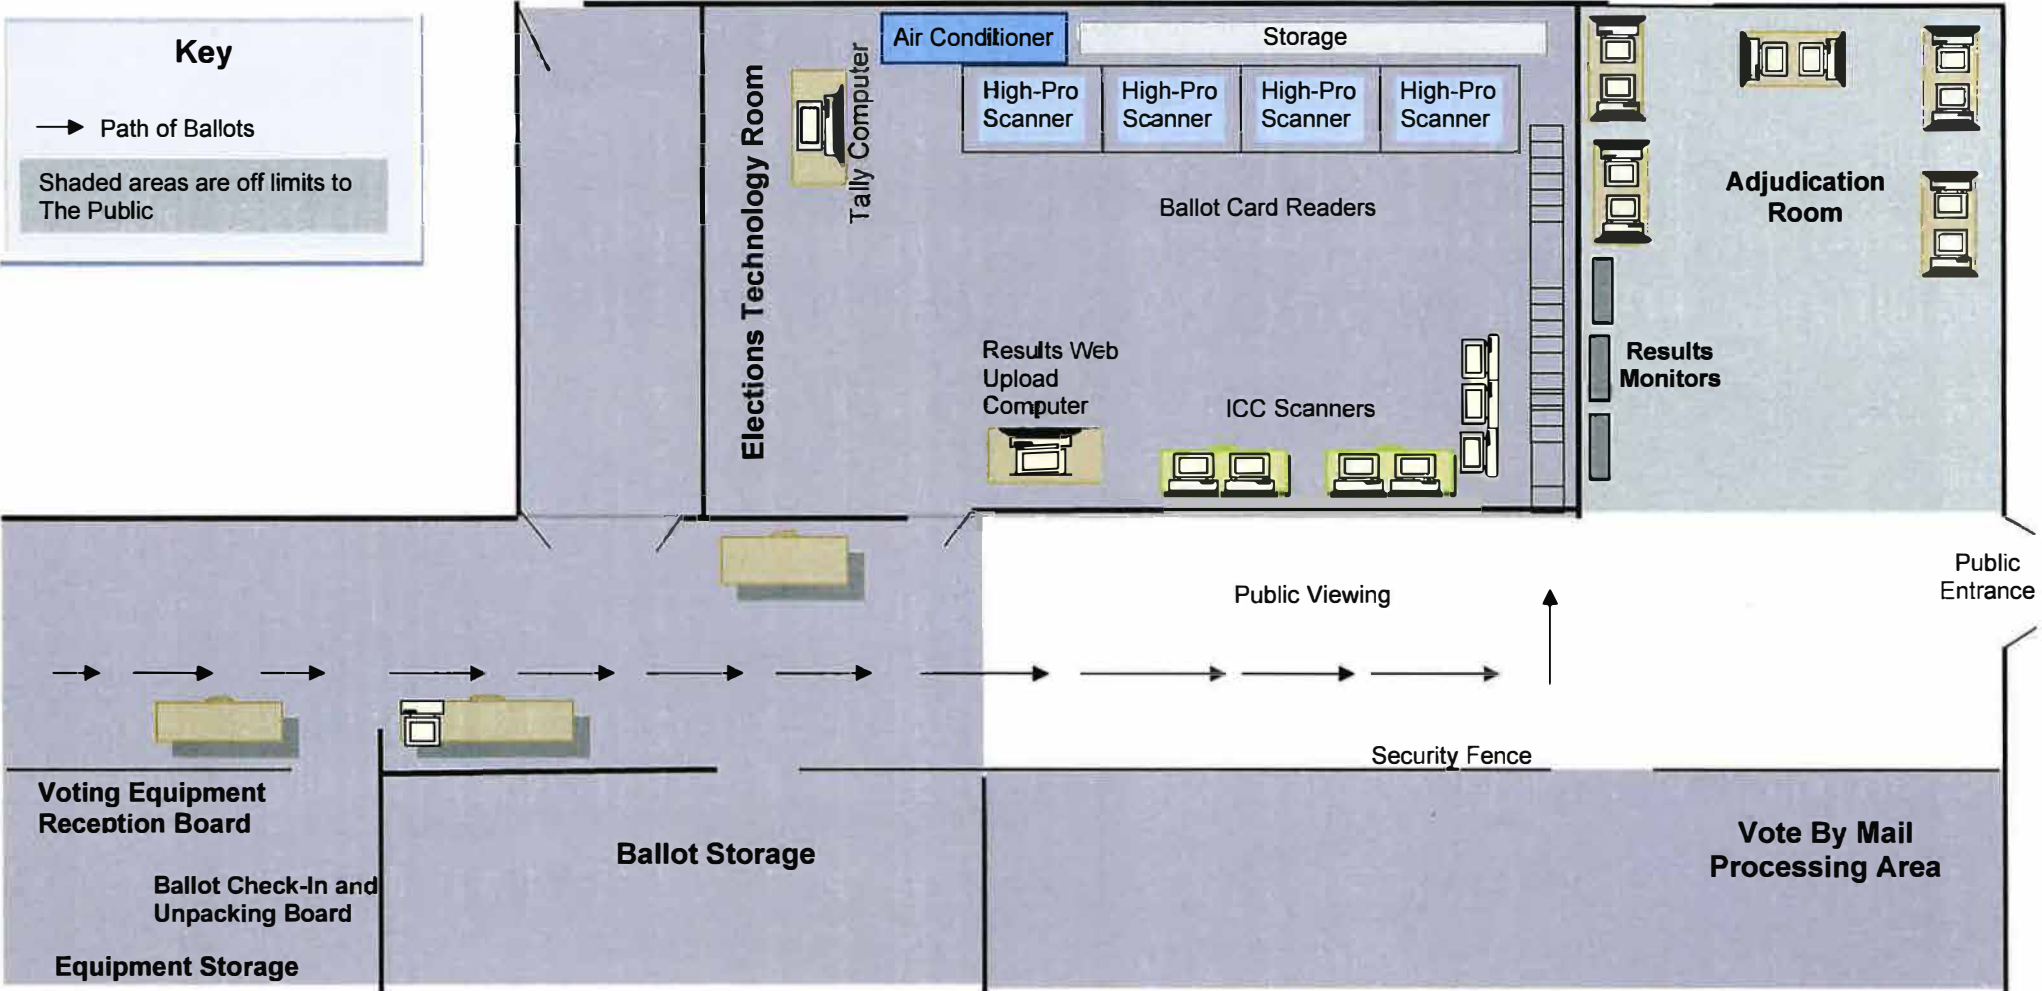 Key
Path of Ballots
Shaded areas are off limits to
The Public
Elections Technology Room
Tally Computer
Air Conditioner
Storage
High-Pro
Scanner
High-Pro
Scanner
High-Pro
Scanner
High-Pro
Scanner
Ballot Card Readers
Results Web
Upload
Computer
ICC Scanners
Adjudication
Room
Results
Monitors
Public
Entrance
Public Viewing
Security Fence
Voting Equipment
Reception Board
Ballot Check-In and
Unpacking Board
Equipment Storage
Ballot Storage
Vote By Mail
Processing Area